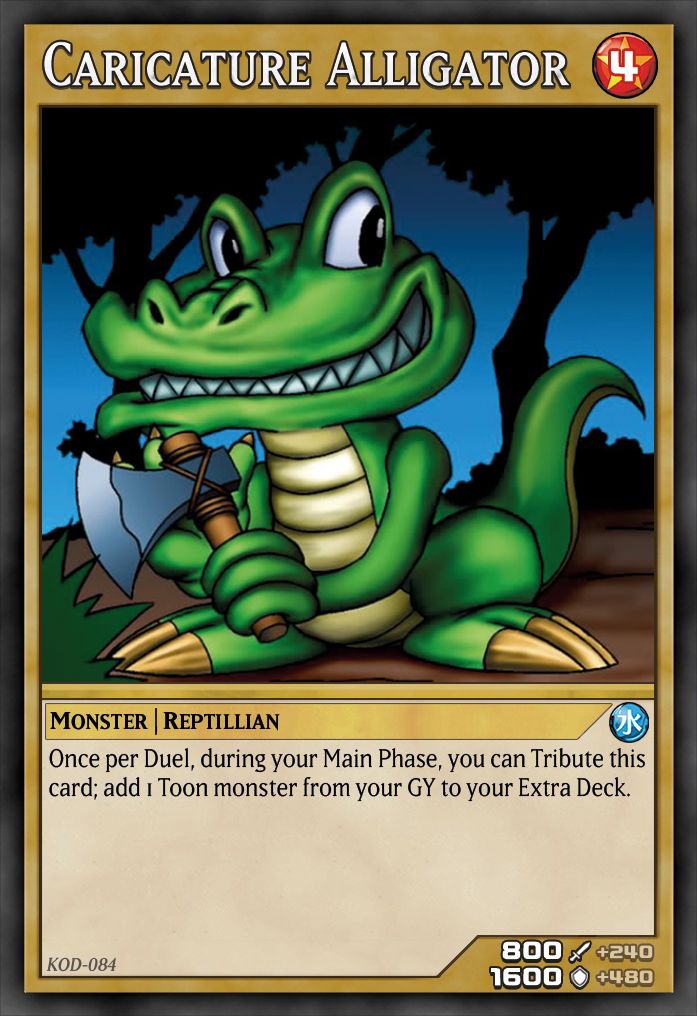 CARICATURE ALLIGATOR
4
MONSTER | REPTILLIAN
水
Once per Duel, during your Main Phase, you can Tribute this
card; add 1 Toon monster from your GY to your Extra Deck.
KOD-084
800 +240
1600 +480